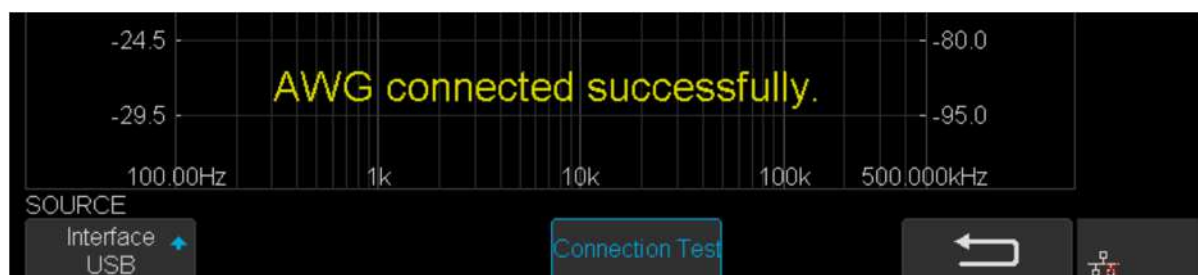 -24.5 -80.0
AWG connected successfully.
-29.5 -95.0
100.00Hz 1k 10k 100k 500.000kHz
SOURCE
Interface
USB
Connection Test